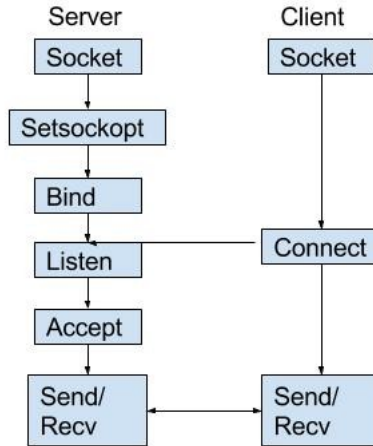 Server
Client
Socket
Socket
Setsockopt
Bind
Listen
Connect
Accept
Send/
Recv
Send/
Recv